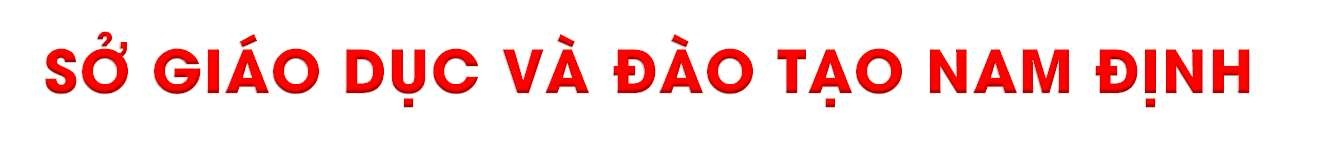 SỞ GIÁO DỤC VÀ ĐÀO TẠO NAM ĐỊNH